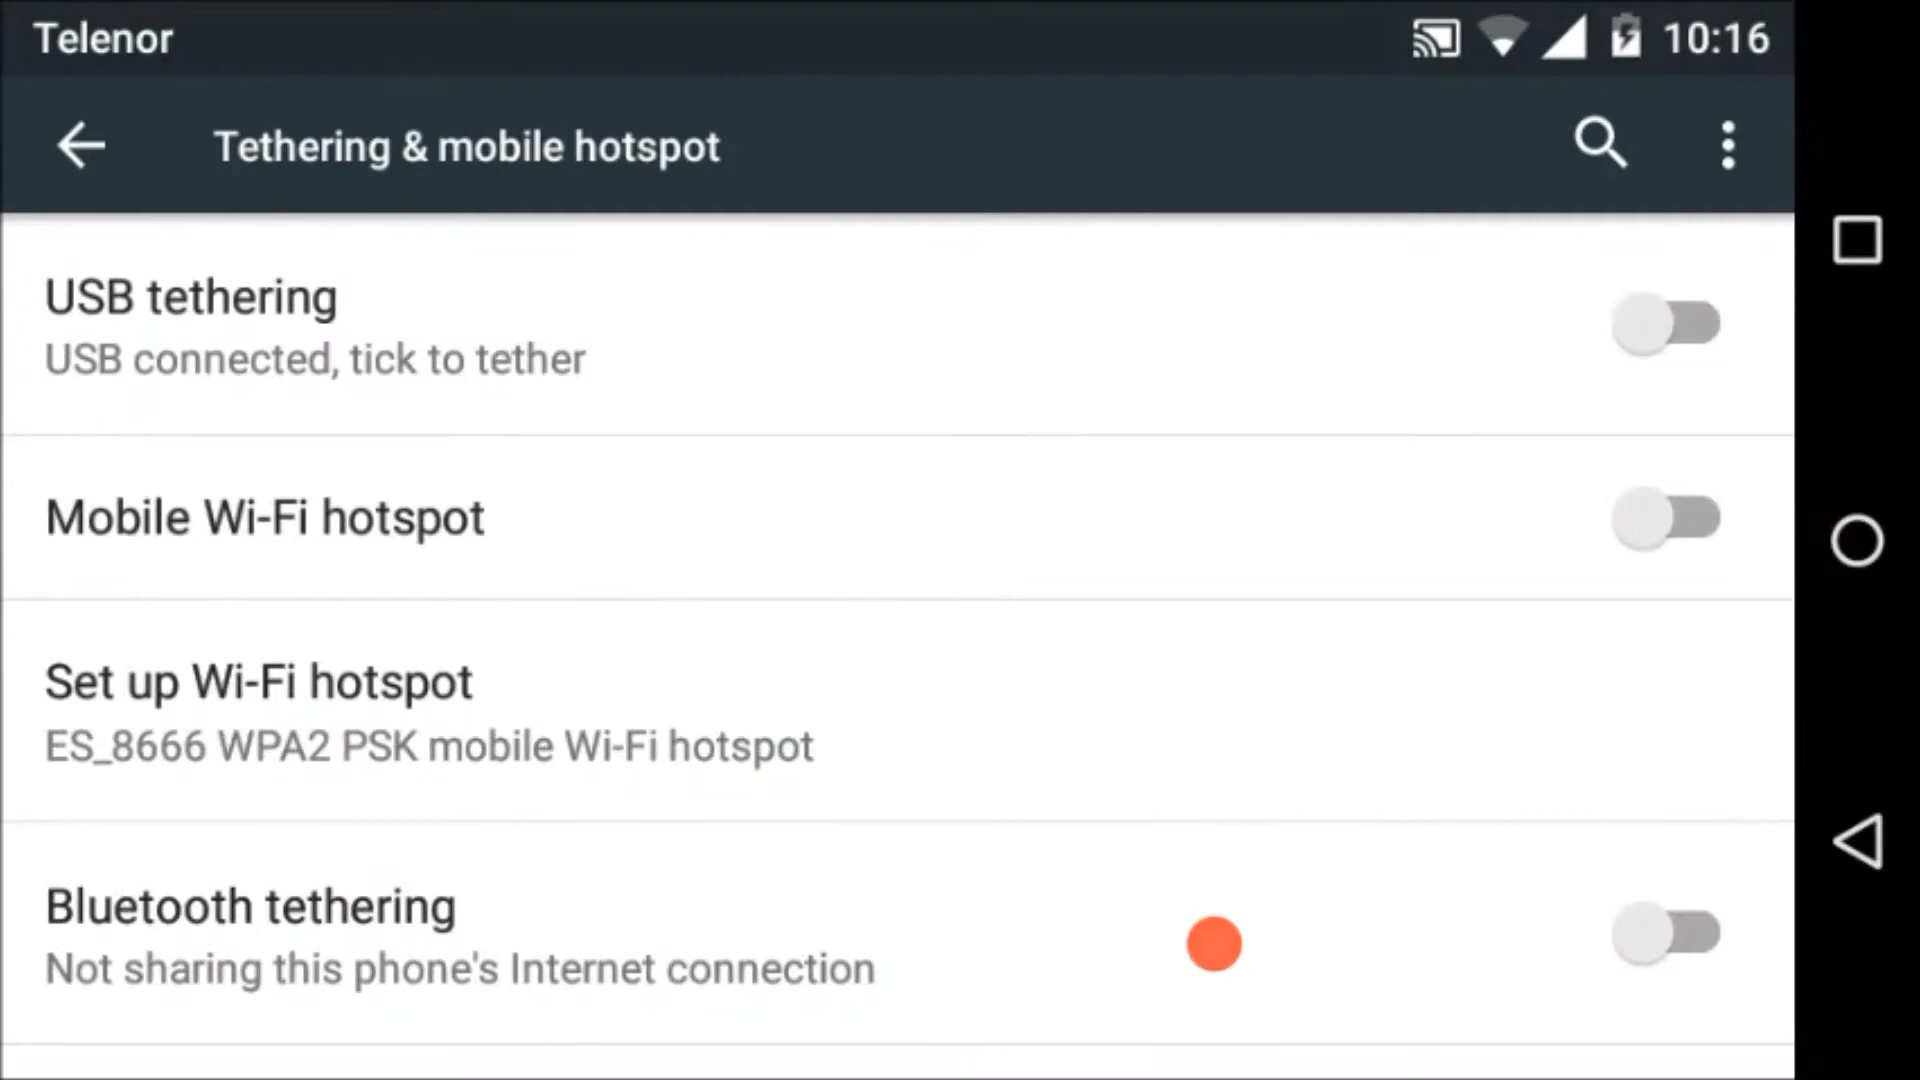 Telenor
10:16
Tethering & mobile hotspot
USB tethering
USB connected, tick to tether
Mobile Wi-Fi hotspot
Set up Wi-Fi hotspot
ES_8666 WPA2 PSK mobile Wi-Fi hotspot
Bluetooth tethering
Not sharing this phone's Internet connection